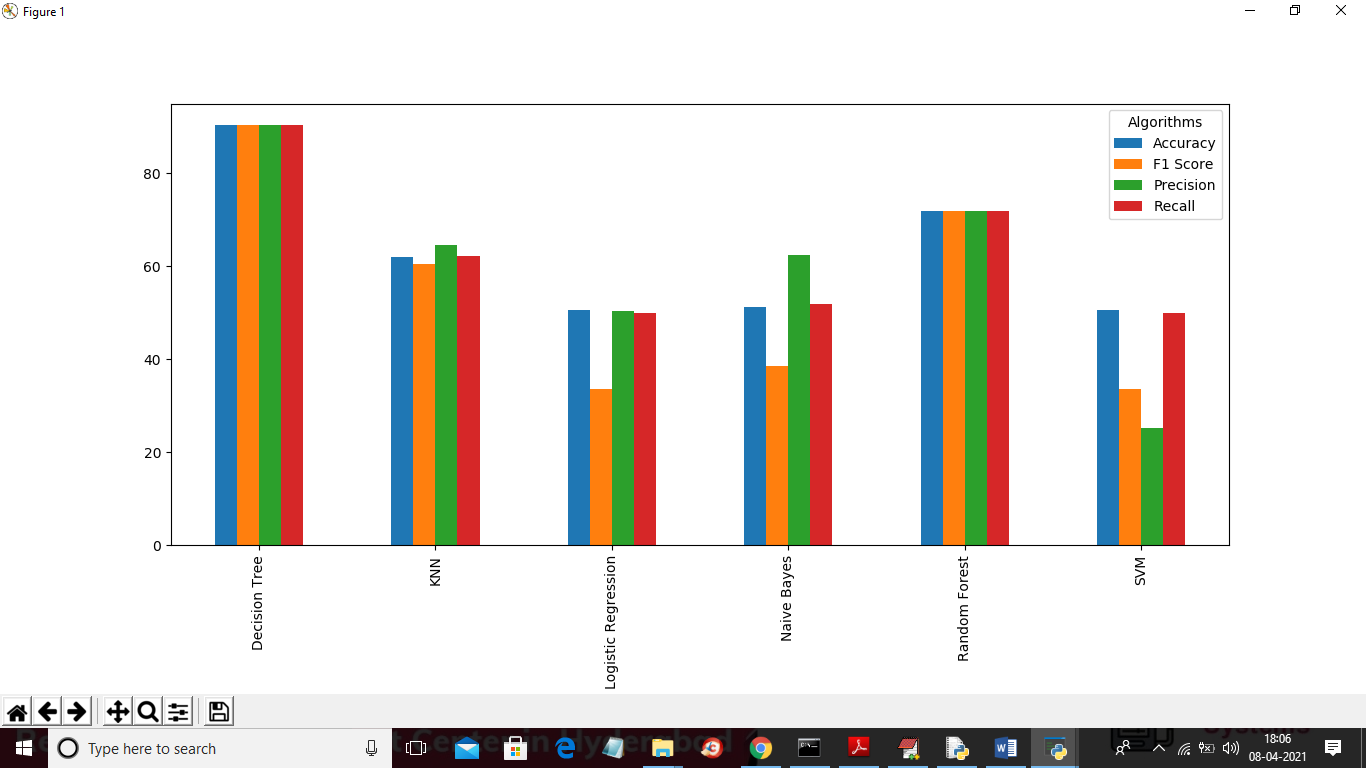 Figure 1
Algorithms
Accuracy
F1 Score
Precision
Recall
80
60
40
20
0
Decision Tree
KNN
Logistic Regression
Naive Bayes
Random Forest
SVM
Type here to search
18:06
08-04-2021